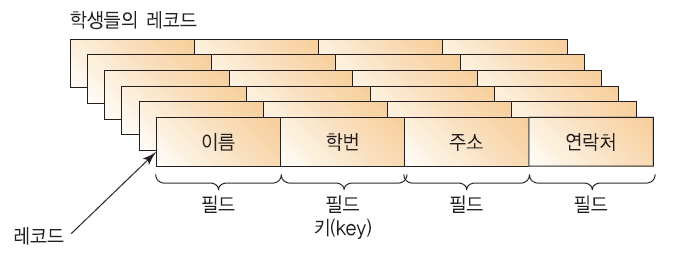 학생들의 레코드
이름 학번 주소 연락처
필드 필드 필드 필드
키(key)
레코드